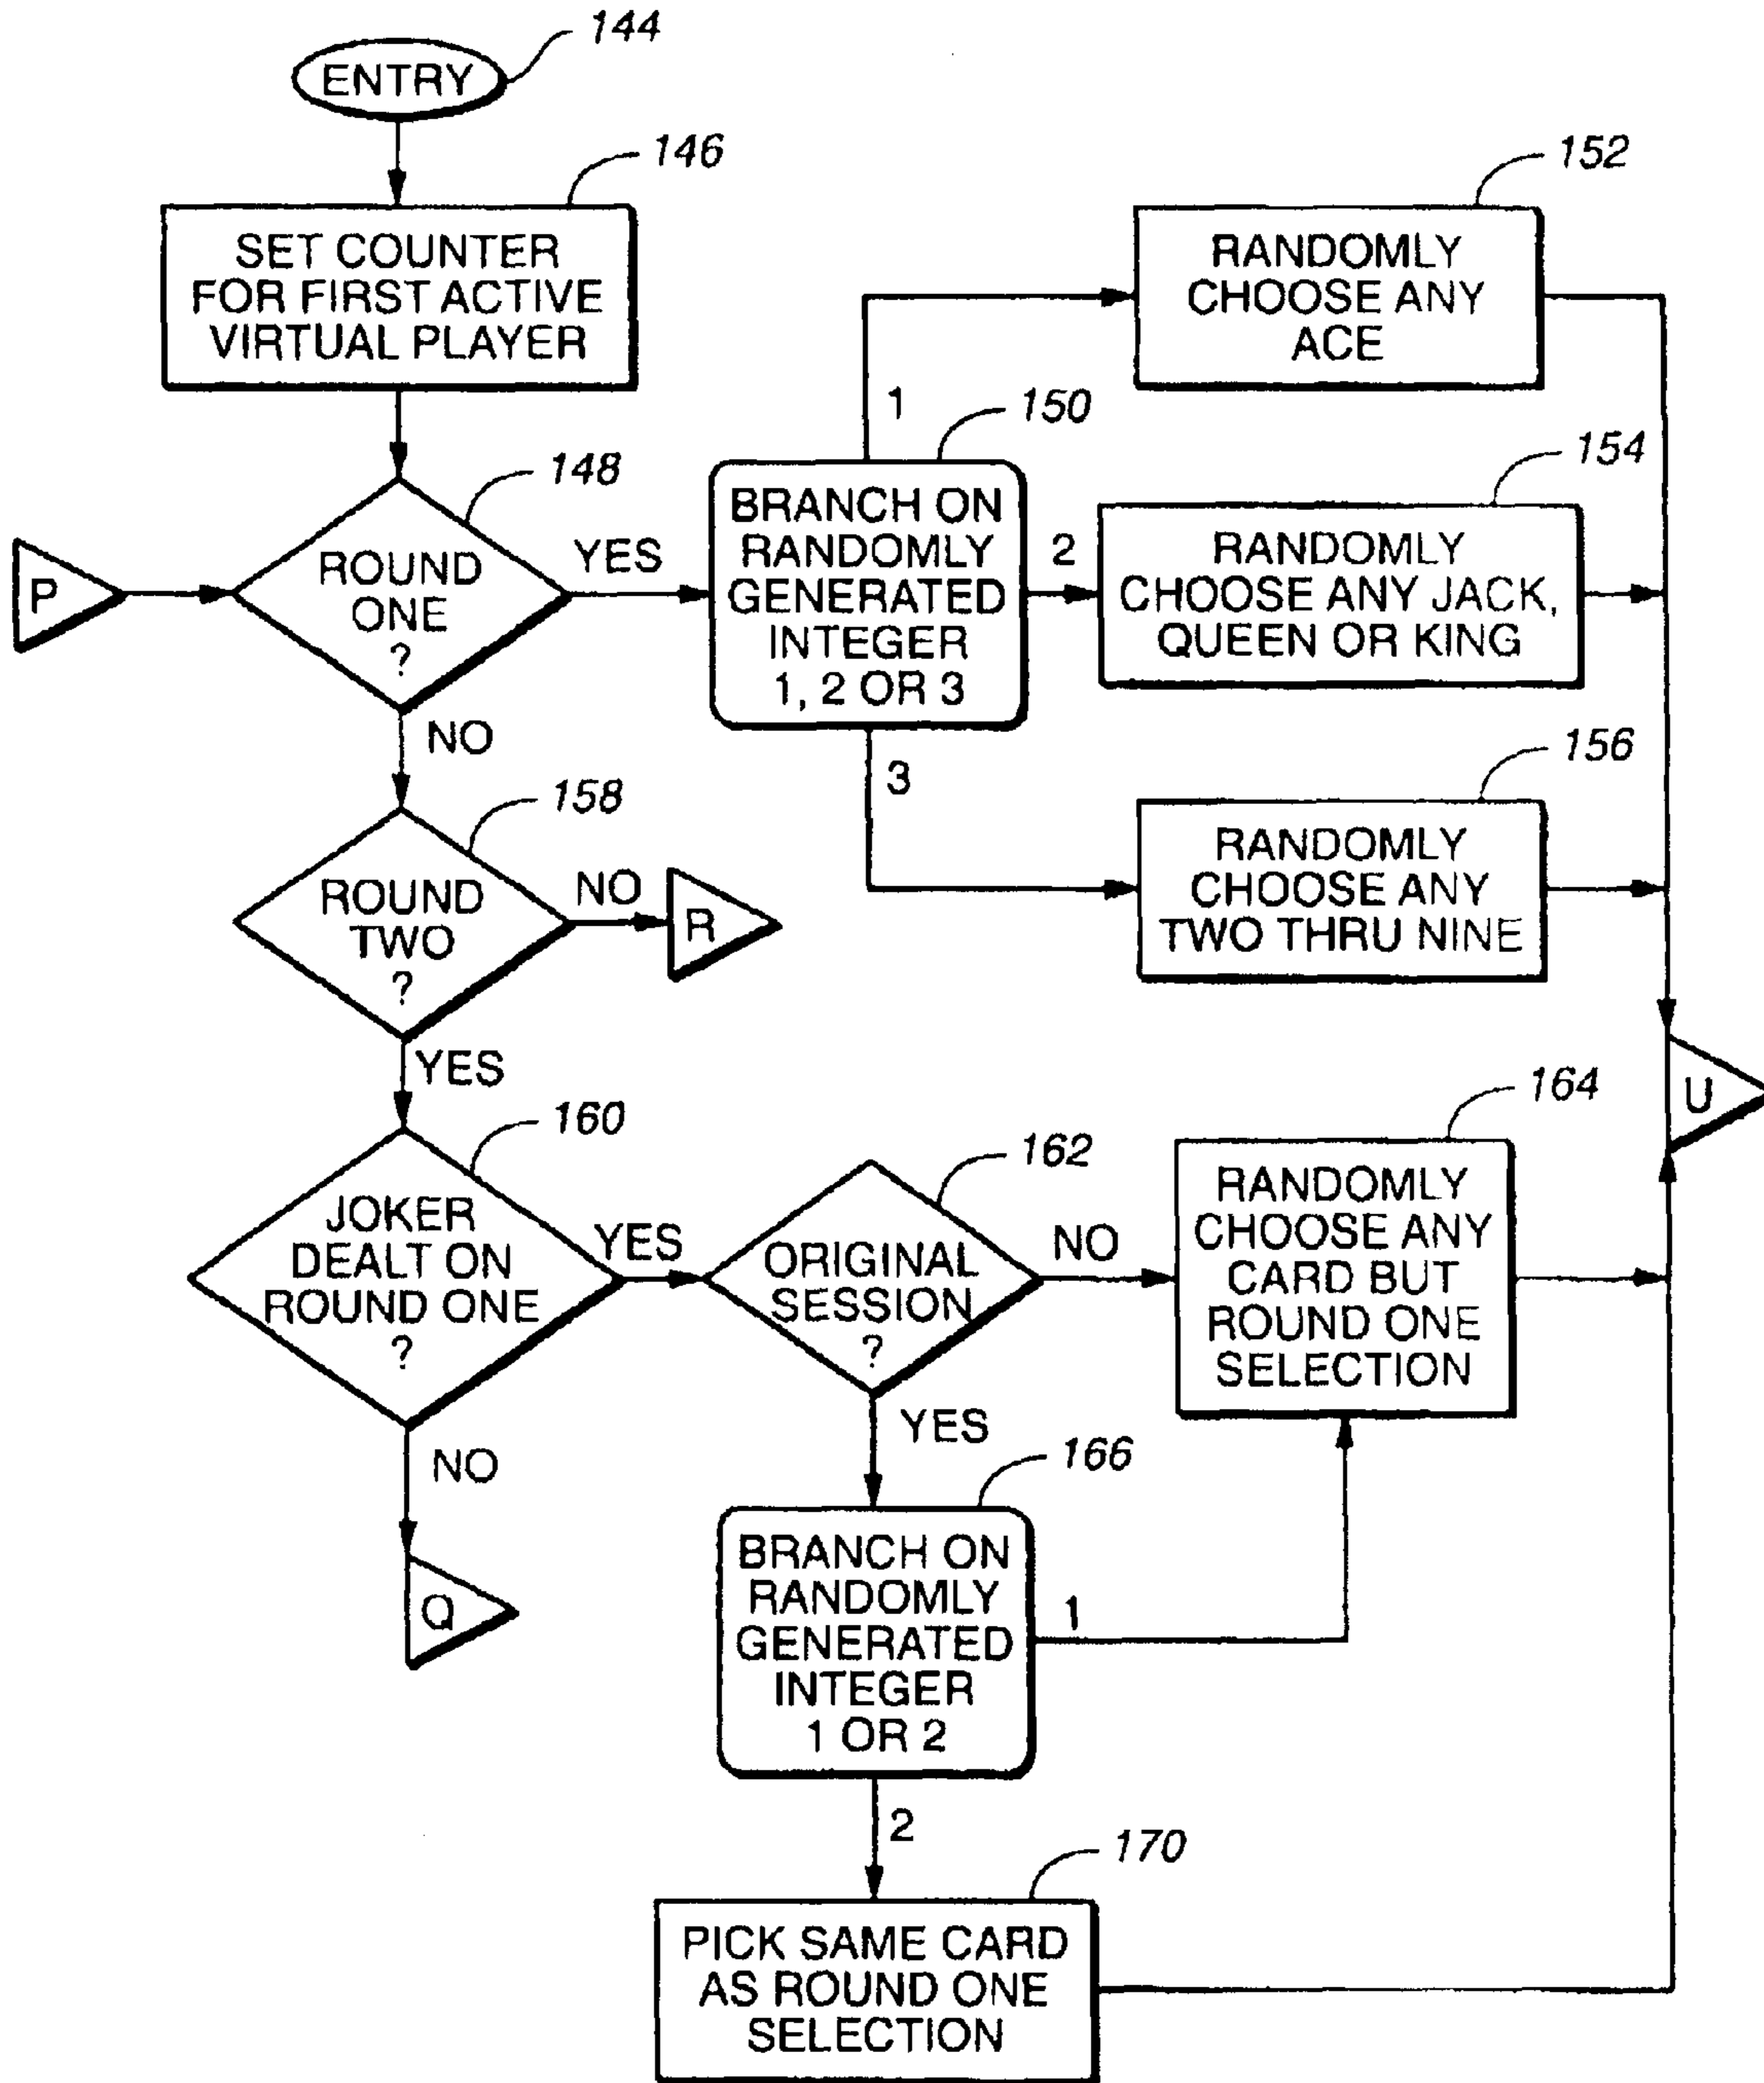 144
ENTRY
146
SET COUNTER
FOR FIRST ACTIVE
VIRTUAL PLAYER
152
RANDOMLY
CHOOSE ANY
ACE
1
150
BRANCH ON
RANDOMLY
GENERATED
INTEGER
1, 2 OR 3
148
ROUND
ONE
?
P
YES
2
154
RANDOMLY
CHOOSE ANY JACK,
QUEEN OR KING
NO
3
156
RANDOMLY
CHOOSE ANY
TWO THRU NINE
158
ROUND
TWO
?
NO
R
YES
U
160
JOKER
DEALT ON
ROUND ONE
?
YES
162
ORIGINAL
SESSION
?
NO
164
RANDOMLY
CHOOSE ANY
CARD BUT
ROUND ONE
SELECTION
NO
Q
YES
166
BRANCH ON
RANDOMLY
GENERATED
INTEGER
1 OR 2
1
2
170
PICK SAME CARD
AS ROUND ONE
SELECTION